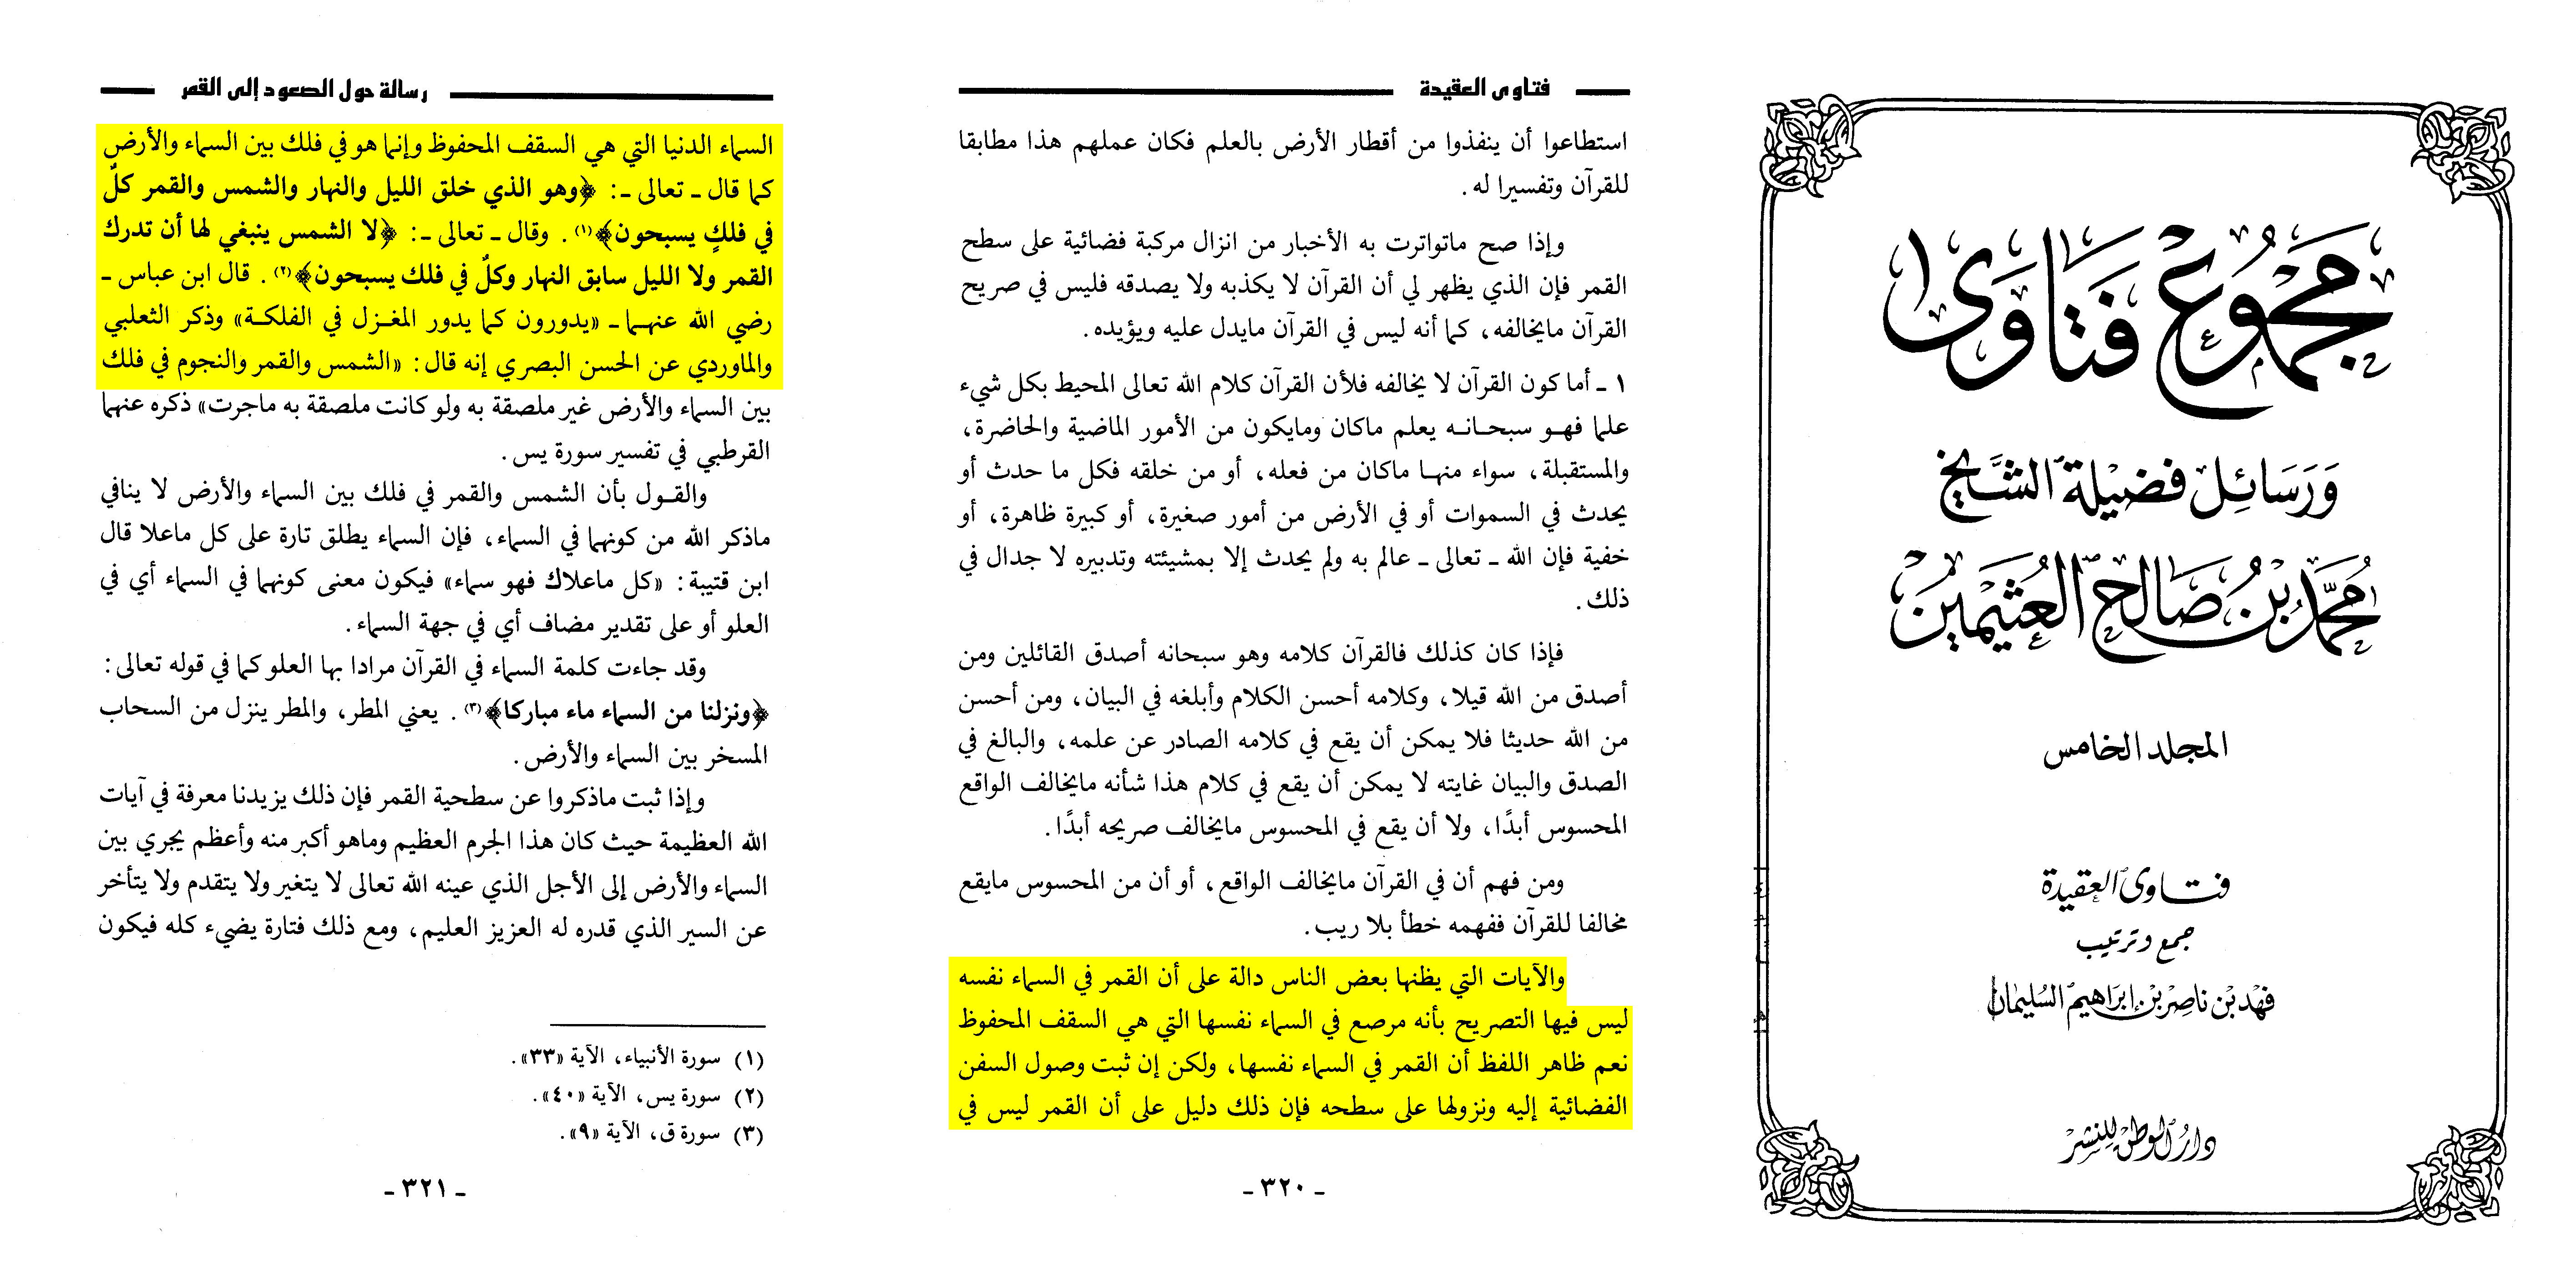 مجموع فتاوى
ورسائل فضيلة الشيخ
محمد بن صالح العثيمين
المجلد الخامس
فتاوى العقيدة
جمع وترتيب
فهد بن ناصر بن إبراهيم السليمان
دار الوطن للنشر
فتاوى العقيدة
استطاعوا أن ينفذوا من أقطار الأرض بالعلم فكان عملهم هذا مطابقا
للقرآن وتفسيرا له.
وإذا صح ماتواترت به الأخبار من انزال مركبة فضائية على سطح
القمر فإن الذي يظهر لي أن القرآن لا يكذبه ولا يصدقه فليس في صريح
القرآن مايخالفه، كما أنه ليس في القرآن مايدل عليه ويؤيده.
١ ـ أما كون القرآن لا يخالفه فلأن القرآن كلام الله تعالى المحيط بكل شيء
علما فهو سبحانه يعلم ماكان ومايكون من الأمور الماضية والحاضرة،
والمستقبلة، سواء منها ماكان من فعله، أو من خلقه فكل ما حدث أو
يحدث في السموات أو في الأرض من أمور صغيرة، أو كبيرة ظاهرة، أو
خفية فإن الله ـ تعالى ـ عالم به ولم يحدث إلا بمشيئته وتدبيره لا جدال في
ذلك.
فإذا كان كذلك فالقرآن كلامه وهو سبحانه أصدق القائلين ومن
أصدق من الله قيلا، وكلامه أحسن الكلام وأبلغه في البيان، ومن أحسن
من الله حديثا فلا يمكن أن يقع في كلامه الصادر عن علمه، والبالغ في
الصدق والبيان غايته لا يمكن أن يقع في كلام هذا شأنه مايخالف الواقع
المحسوس أبدًا، ولا أن يقع في المحسوس مايخالف صريحه أبدًا.
ومن فهم أن في القرآن مايخالف الواقع، أو أن من المحسوس مايقع
مخالفا للقرآن ففهمه خطأ بلا ريب.
والآيات التي يظنها بعض الناس دالة على أن القمر في السماء نفسه
ليس فيها التصريح بأنه مرصع في السماء نفسها التي هي السقف المحفوظ
نعم ظاهر اللفظ أن القمر في السماء نفسها، ولكن إن ثبت وصول السفن
الفضائية إليه ونزولها على سطحه فإن ذلك دليل على أن القمر ليس في
ـ ٣٢٠ ـ
رسالة حول الصعود إلى القمر
السماء الدنيا التي هي السقف المحفوظ وإنما هو في فلك بين السماء والأرض
كما قال ـ تعالى ـ: ﴿وهو الذي خلق الليل والنهار والشمس والقمر كلٌ
في فلكٍ يسبحون﴾(١). وقال ـ تعالى ـ: ﴿لا الشمس ينبغي لها أن تدرك
القمر ولا الليل سابق النهار وكلٌ في فلك يسبحون﴾(٢). قال ابن عباس ـ
رضي الله عنهما ـ «يدورون كما يدور المغزل في الفلكة» وذكر الثعلبي
والماوردي عن الحسن البصري إنه قال: «الشمس والقمر والنجوم في فلك
بين السماء والأرض غير ملصقة به ولو كانت ملصقة به ماجرت» ذكره عنهما
القرطبي في تفسير سورة يس.
والقول بأن الشمس والقمر في فلك بين السماء والأرض لا ينافي
ماذكر الله من كونهما في السماء، فإن السماء يطلق تارة على كل ماعلا قال
ابن قتيبة: «كل ماعلاك فهو سماء» فيكون معنى كونهما في السماء أي في
العلو أو على تقدير مضاف أي في جهة السماء.
وقد جاءت كلمة السماء في القرآن مرادا بها العلو كما في قوله تعالى:
﴿ونزلنا من السماء ماء مباركا﴾(٣). يعني المطر، والمطر ينزل من السحاب
المسخر بين السماء والأرض.
وإذا ثبت ماذكروا عن سطحية القمر فإن ذلك يزيدنا معرفة في آيات
الله العظيمة حيث كان هذا الجرم العظيم وماهو أكبر منه وأعظم يجري بين
السماء والأرض إلى الأجل الذي عينه الله تعالى لا يتغير ولا يتقدم ولا يتأخر
عن السير الذي قدره له العزيز العليم، ومع ذلك فتارة يضيء كله فيكون
(١) سورة الأنبياء، الآية «٣٣».
(٢) سورة يس، الآية «٤٠».
(٣) سورة ق، الآية «٩».
ـ ٣٢١ ـ